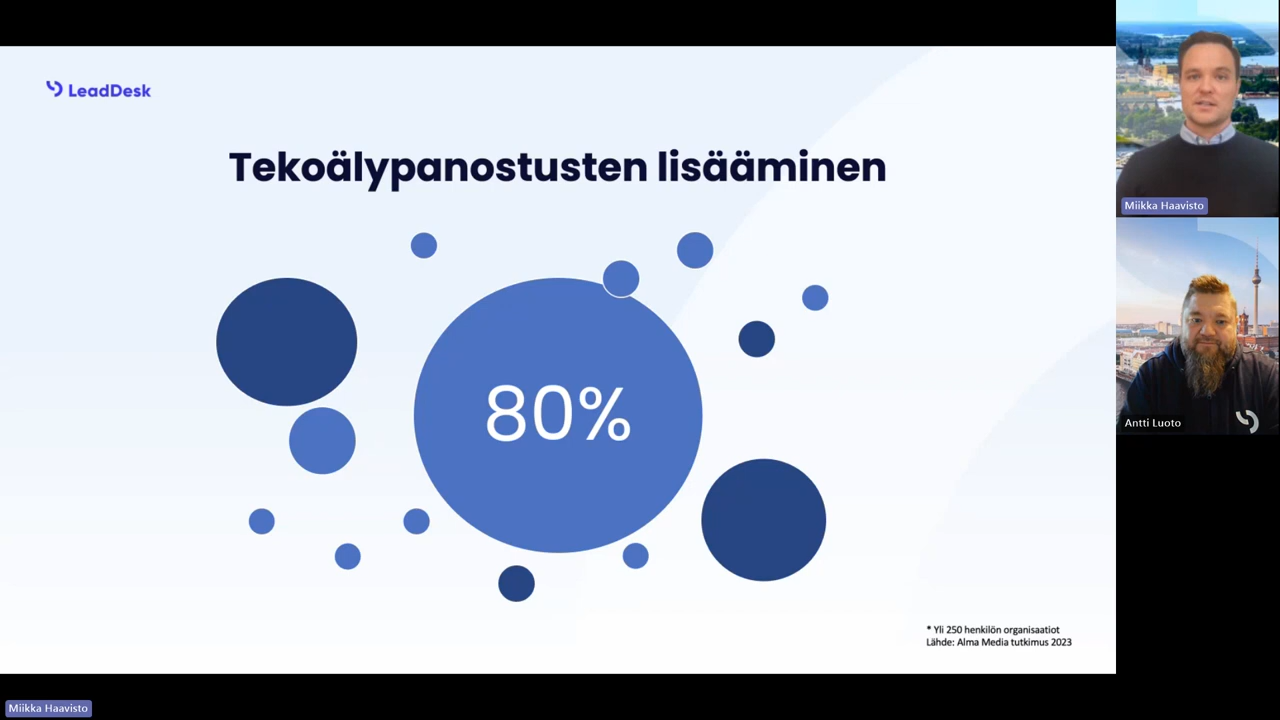 LeadDesk
Tekoälypanostusten lisääminen
80%
* Yli 250 henkilön organisaatiot
Lähde: Alma Media tutkimus 2023
Miikka Haavisto
Antti Luoto
Miikka Haavisto